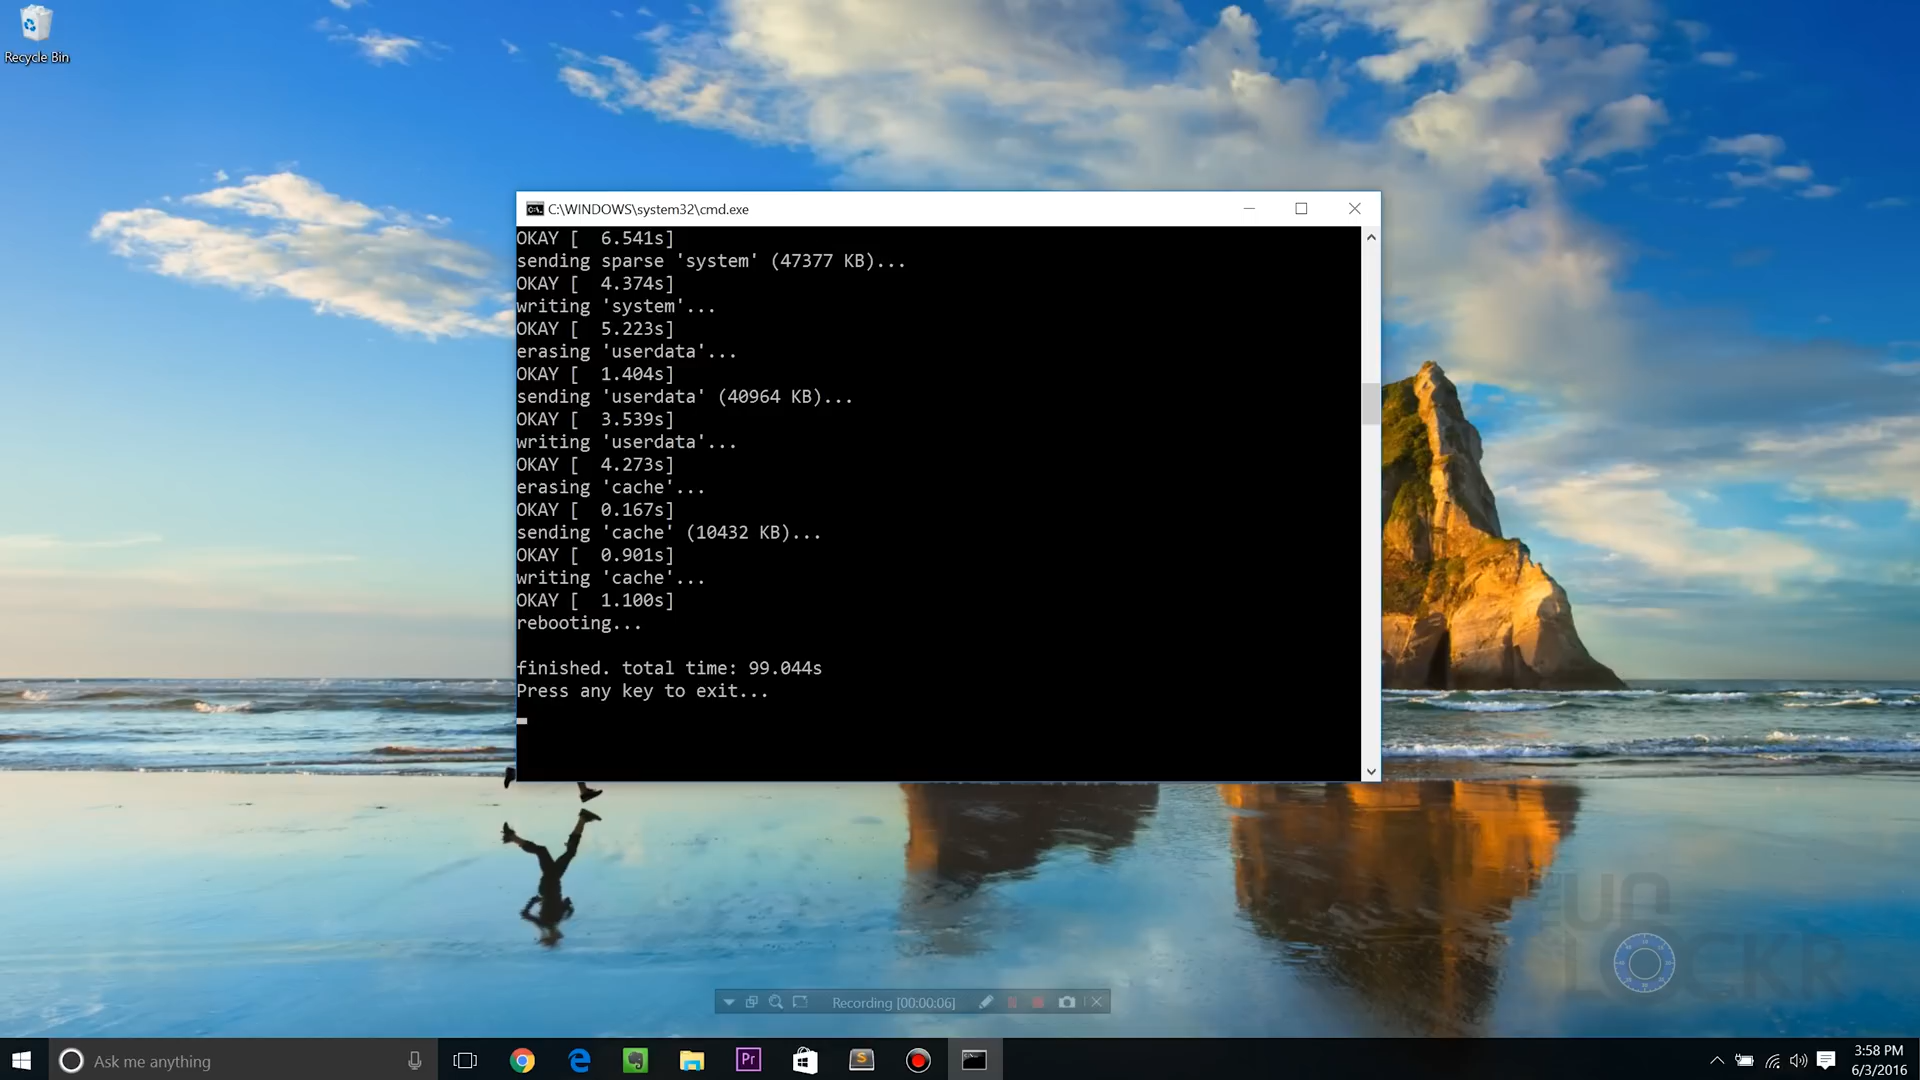 Recycle Bin
C:\WINDOWS\system32\cmd.exe
OKAY [  6.541s]
sending sparse 'system' (47377 KB)...
OKAY [  4.374s]
writing 'system'...
OKAY [  5.223s]
erasing 'userdata'...
OKAY [  1.404s]
sending 'userdata' (40964 KB)...
OKAY [  3.539s]
writing 'userdata'...
OKAY [  4.273s]
erasing 'cache'...
OKAY [  0.167s]
sending 'cache' (10432 KB)...
OKAY [  0.901s]
writing 'cache'...
OKAY [  1.100s]
rebooting...
finished. total time: 99.044s
Press any key to exit...
UN
LOCKR
Recording [00:00:06]
Ask me anything
Pr
S
3:58 PM
6/3/2016